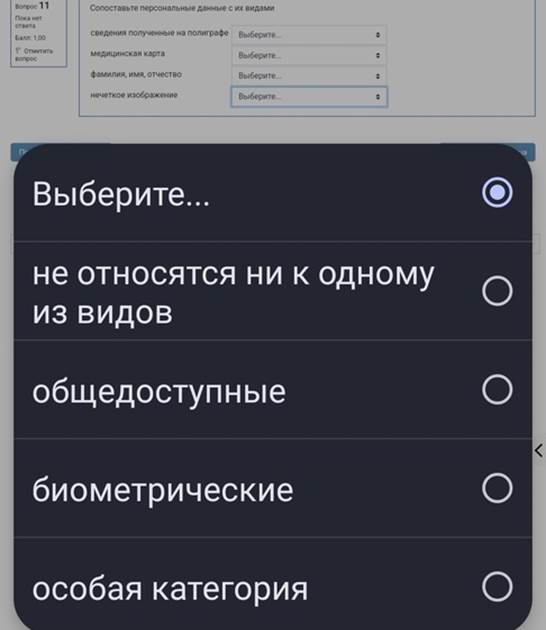 Вопрос 11
Пока нет
ответа
Балл: 1,00
Отметить
вопрос
Сопоставьте персональные данные с их видами
сведения полученные на полиграфе Выберите...
медицинская карта Выберите...
фамилия, имя, отчество Выберите...
нечеткое изображение Выберите...
Выберите...
не относятся ни к одному
из видов
общедоступные
биометрические
особая категория